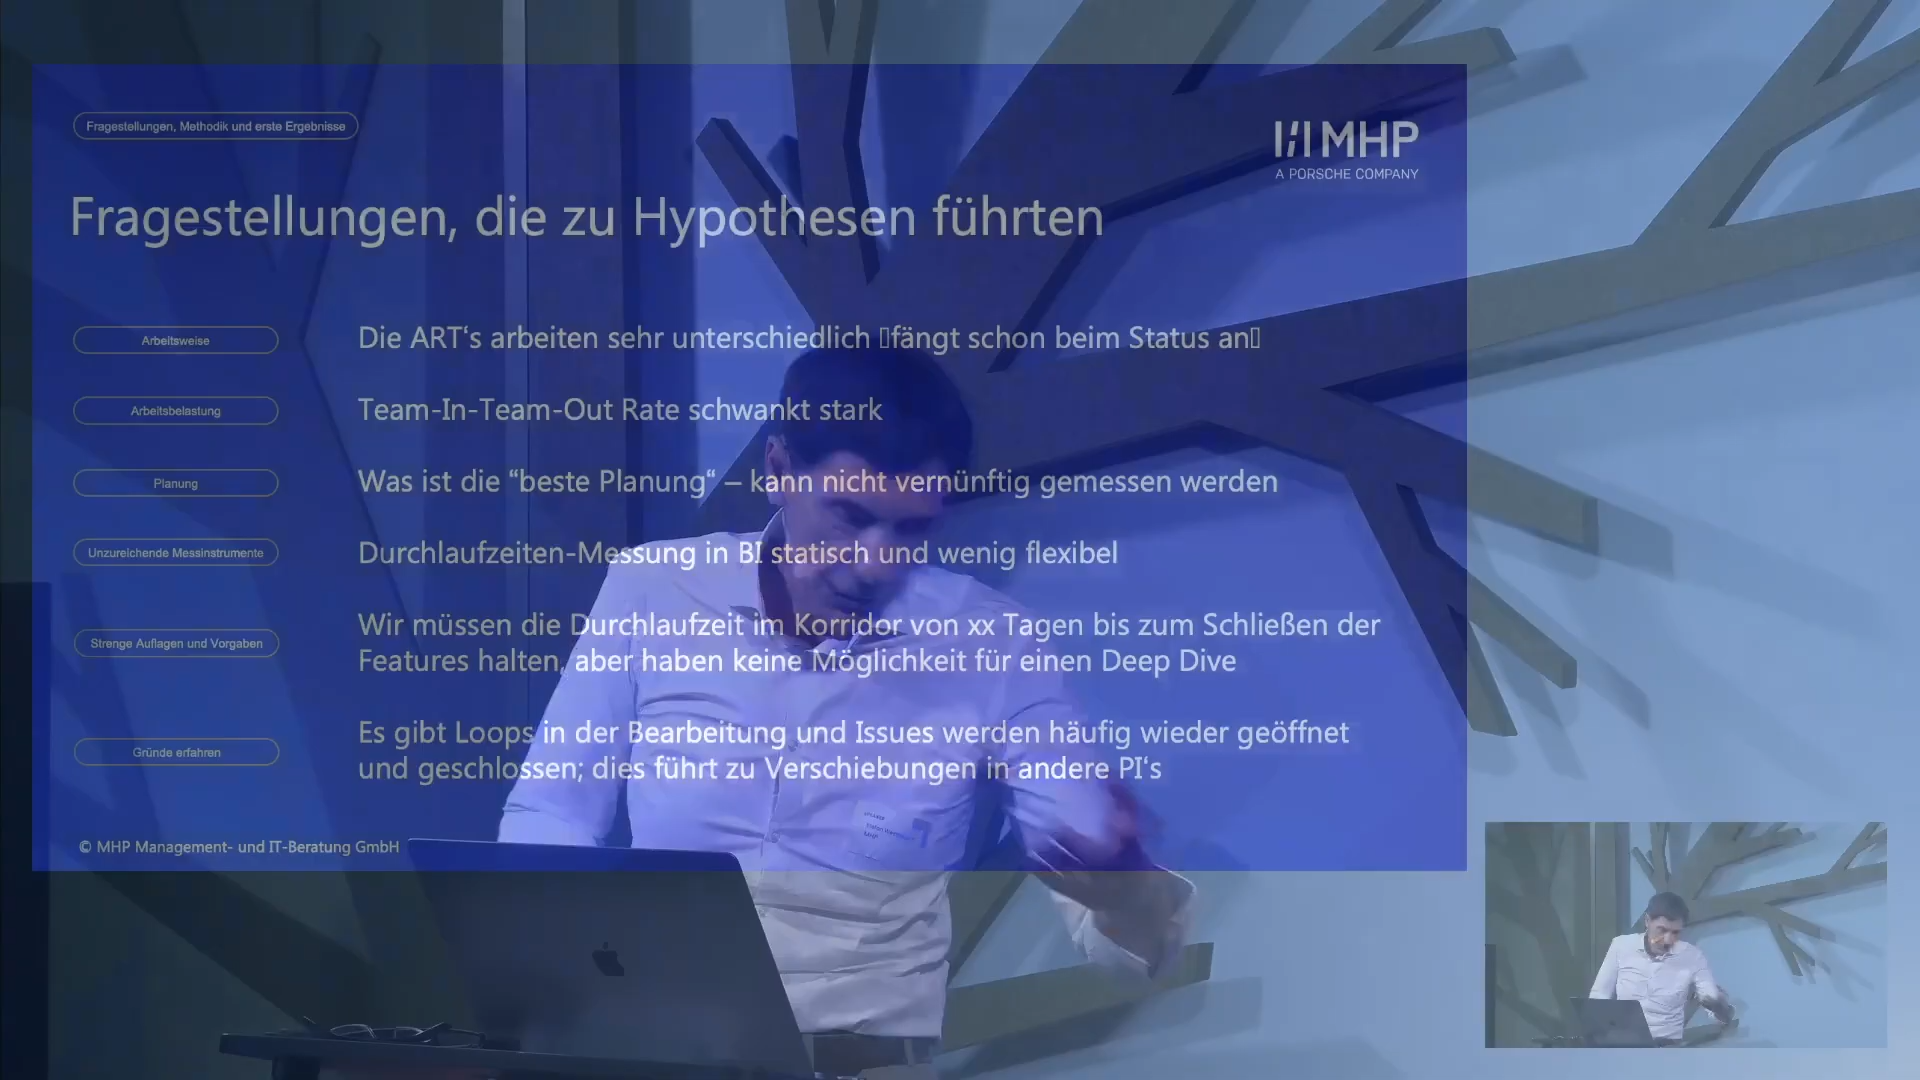 Fragestellungen, Methodik und erste Ergebnisse
MHP
A PORSCHE COMPANY
Fragestellungen, die zu Hypothesen führten
Arbeitsweise
Die ART‘s arbeiten sehr unterschiedlich fängt schon beim Status an
Arbeitsbelastung
Team-In-Team-Out Rate schwankt stark
Planung
Was ist die “beste Planung“ – kann nicht vernünftig gemessen werden
Unzureichende Messinstrumente
Durchlaufzeiten-Messung in BI statisch und wenig flexibel
Strenge Auflagen und Vorgaben
Wir müssen die Durchlaufzeit im Korridor von xx Tagen bis zum Schließen der
Features halten, aber haben keine Möglichkeit für einen Deep Dive
Gründe erfahren
Es gibt Loops in der Bearbeitung und Issues werden häufig wieder geöffnet
und geschlossen; dies führt zu Verschiebungen in andere PI‘s
© MHP Management- und IT-Beratung GmbH